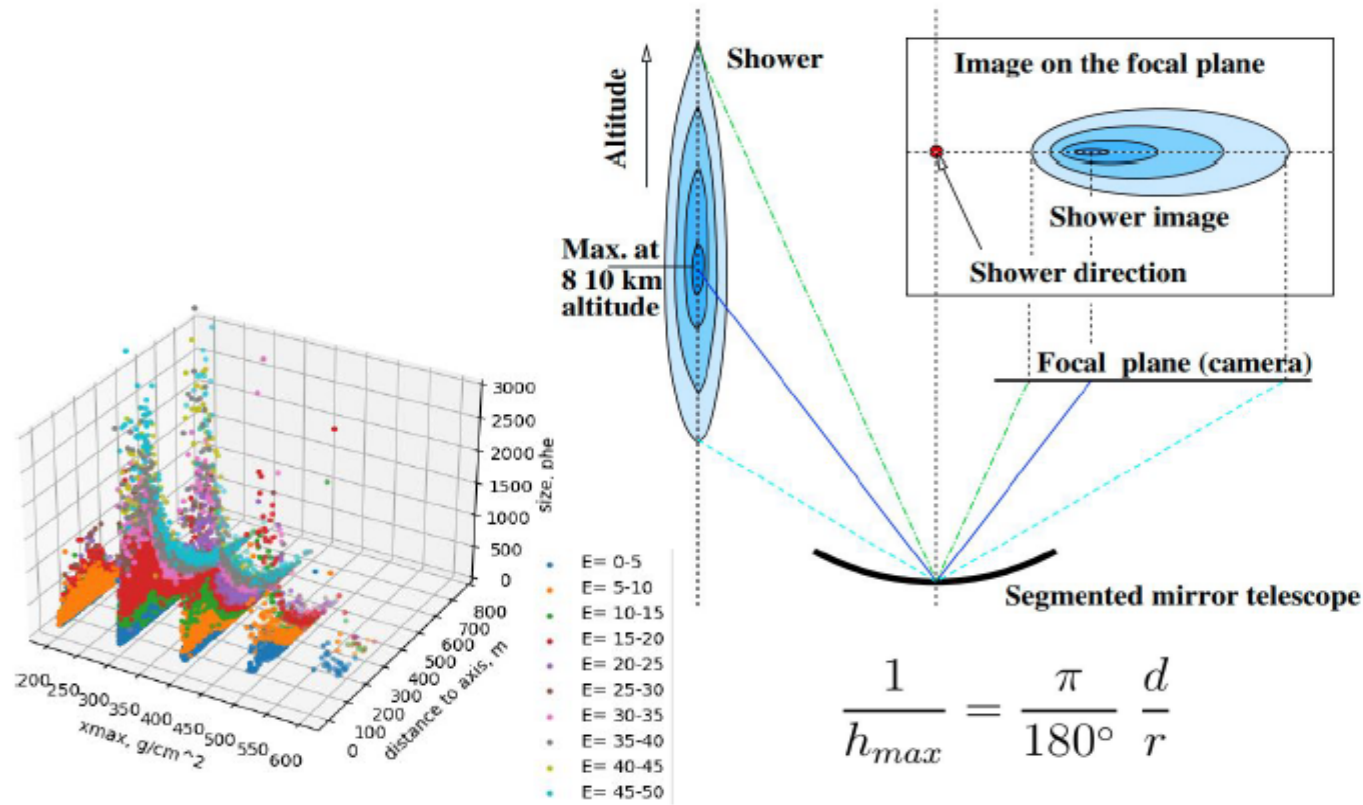 Shower
Altitude
Max. at
8 10 km
altitude
Image on the focal plane
Shower image
Shower direction
Focal plane (camera)
Segmented mirror telescope
1
h_max
=
π
180°
d
r
3000
2500
2000
1500
1000
500
0
size, phe
800
700
600
500
400
300
200
100
0
distance to axis, m
200
250
300
350
400
450
500
550
600
xmax, g/cm^2
E= 0-5
E= 5-10
E= 10-15
E= 15-20
E= 20-25
E= 25-30
E= 30-35
E= 35-40
E= 40-45
E= 45-50